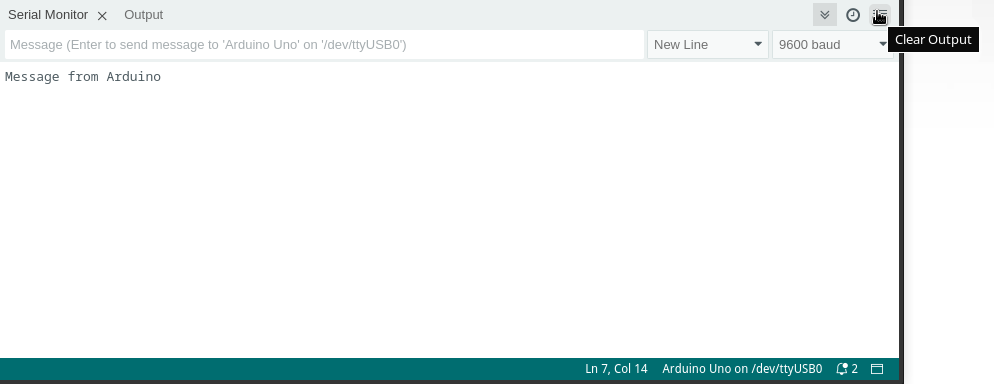 Serial Monitor Output
Message (Enter to send message to 'Arduino Uno' on '/dev/ttyUSB0') New Line 9600 baud
Clear Output
Message from Arduino
Ln 7, Col 14 Arduino Uno on /dev/ttyUSB0 2